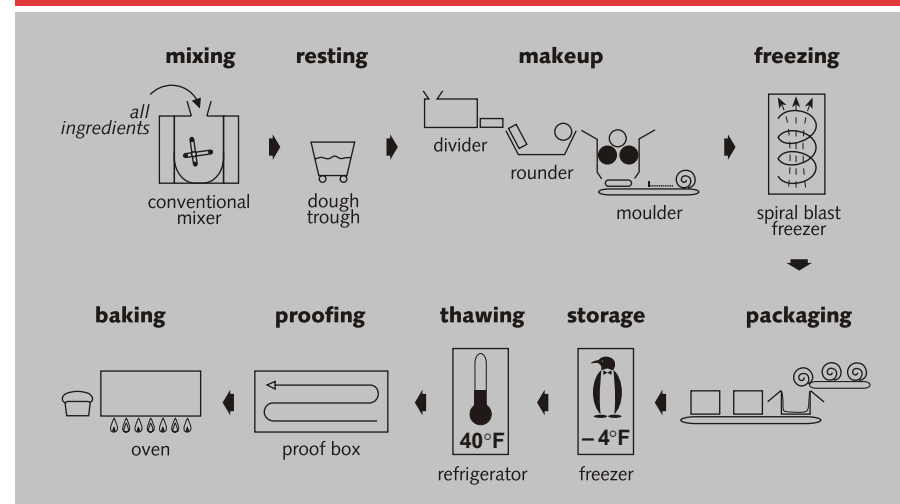 mixing
resting
makeup
freezing
all
ingredients
divider
rounder
moulder
conventional
mixer
dough
trough
spiral blast
freezer
baking
proofing
thawing
storage
packaging
40°F
– 4°F
oven
proof box
refrigerator
freezer